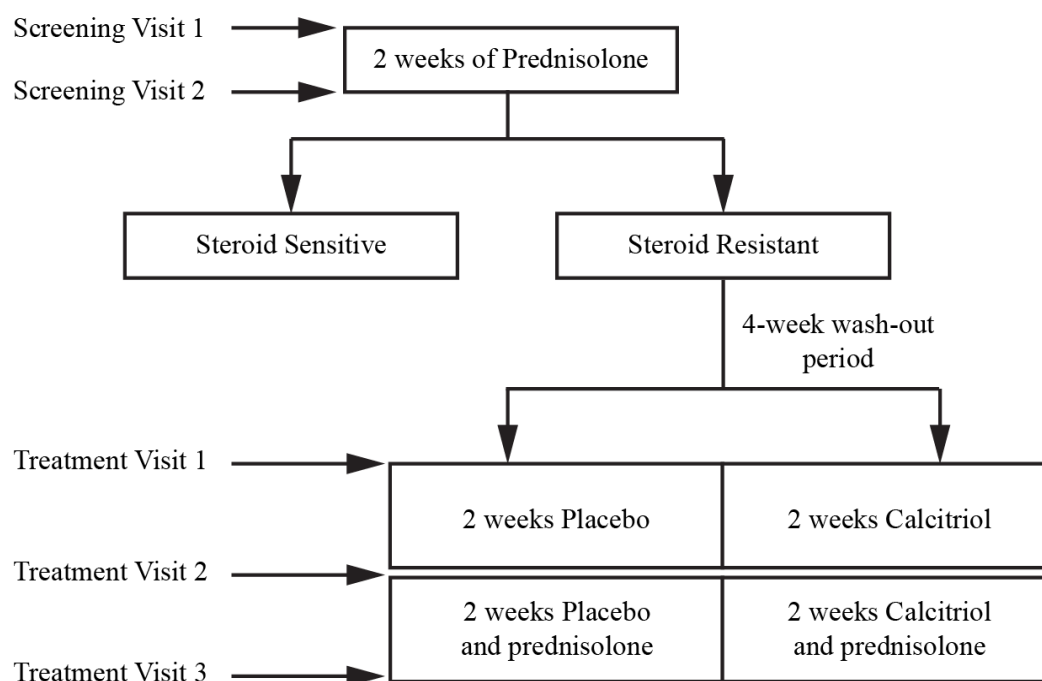 Screening Visit 1
2 weeks of Prednisolone
Screening Visit 2
Steroid Sensitive
Steroid Resistant
4-week wash-out
period
Treatment Visit 1
2 weeks Placebo
2 weeks Calcitriol
Treatment Visit 2
2 weeks Placebo
and prednisolone
2 weeks Calcitriol
and prednisolone
Treatment Visit 3